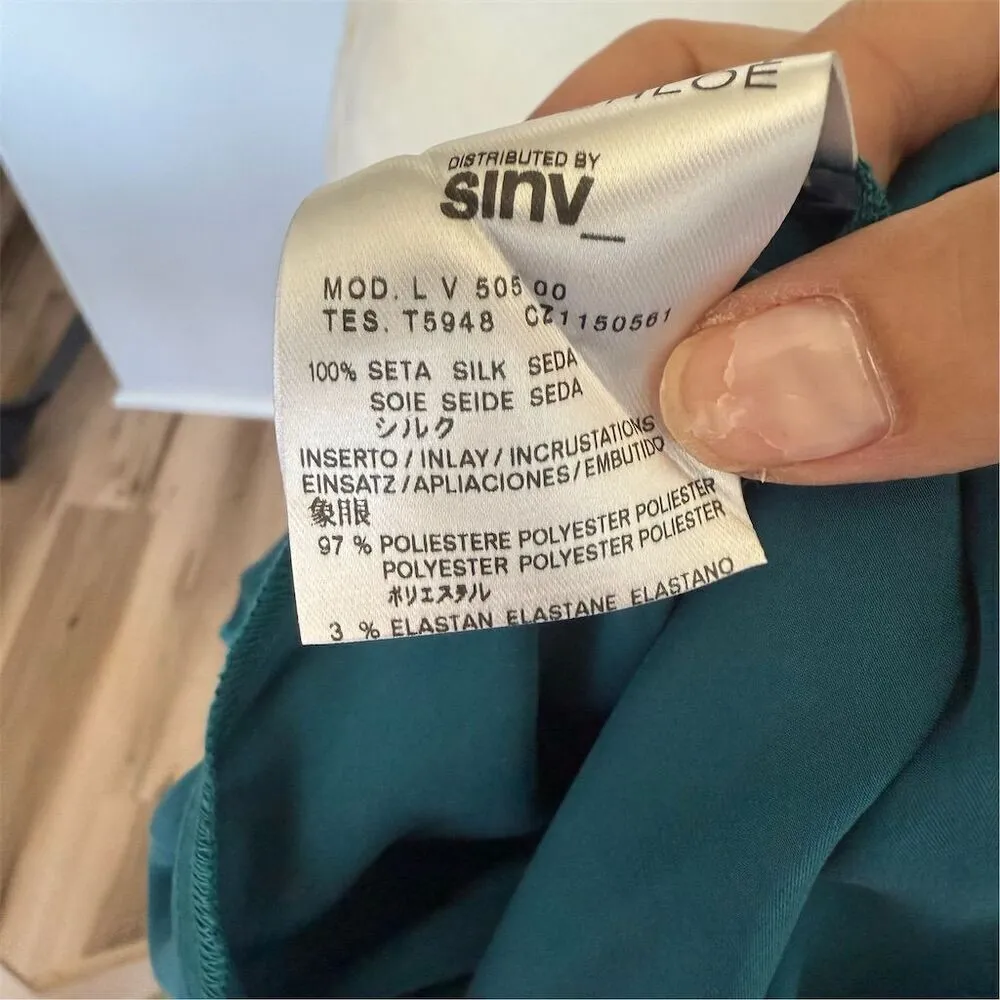 DISTRIBUTED BY
sinv_
MOD. L V 505 00
TES. T5948 CZ1150561
100% SETA SILK SEDA
SOIE SEIDE SEDA
シルク
INSERTO/INLAY/INCRUSTATIONS
EINSATZ/APLIACIONES/EMBUTIDO
象眼
97 % POLIESTERE POLYESTER POLIESTER
POLYESTER POLYESTER POLIESTER
ポリエステル
3 % ELASTAN ELASTANE ELASTANO